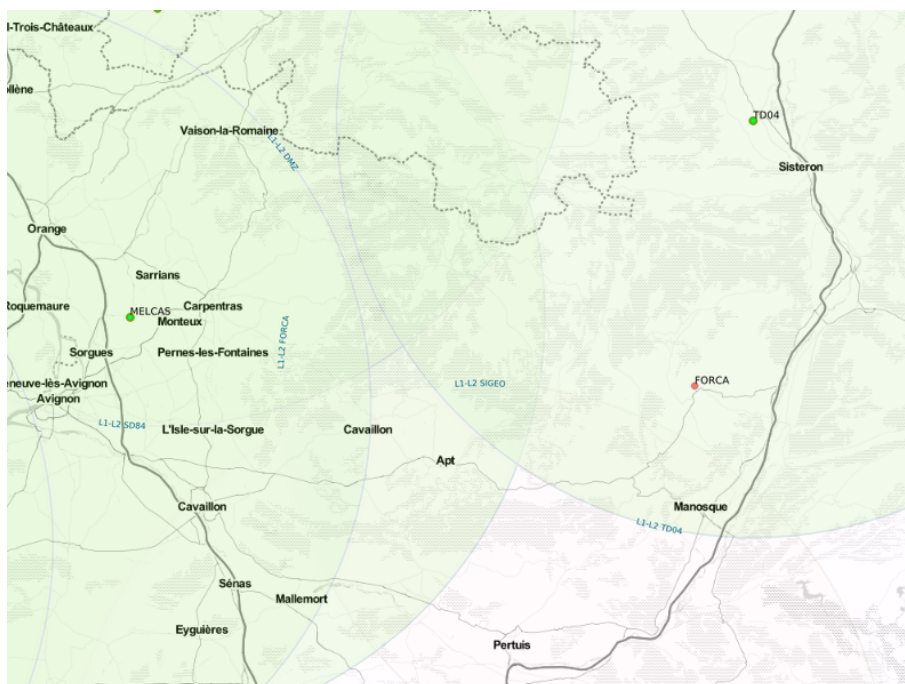 l-Trois-Châteaux
ollène
Vaison-la-Romaine
L1-L2 DMZ
TD04
Sisteron
Orange
Sarrians
Roquemaure
MELCAS
Carpentras
Monteux
L1-L2 FORCA
Sorgues
Pernes-les-Fontaines
eneuve-lès-Avignon
Avignon
L1-L2 SIGEO
FORCA
L1-L2 SD84
L'Isle-sur-la-Sorgue
Cavaillon
Apt
Cavaillon
Manosque
L1-L2 TD04
Sénas
Mallemort
Eyguières
Pertuis